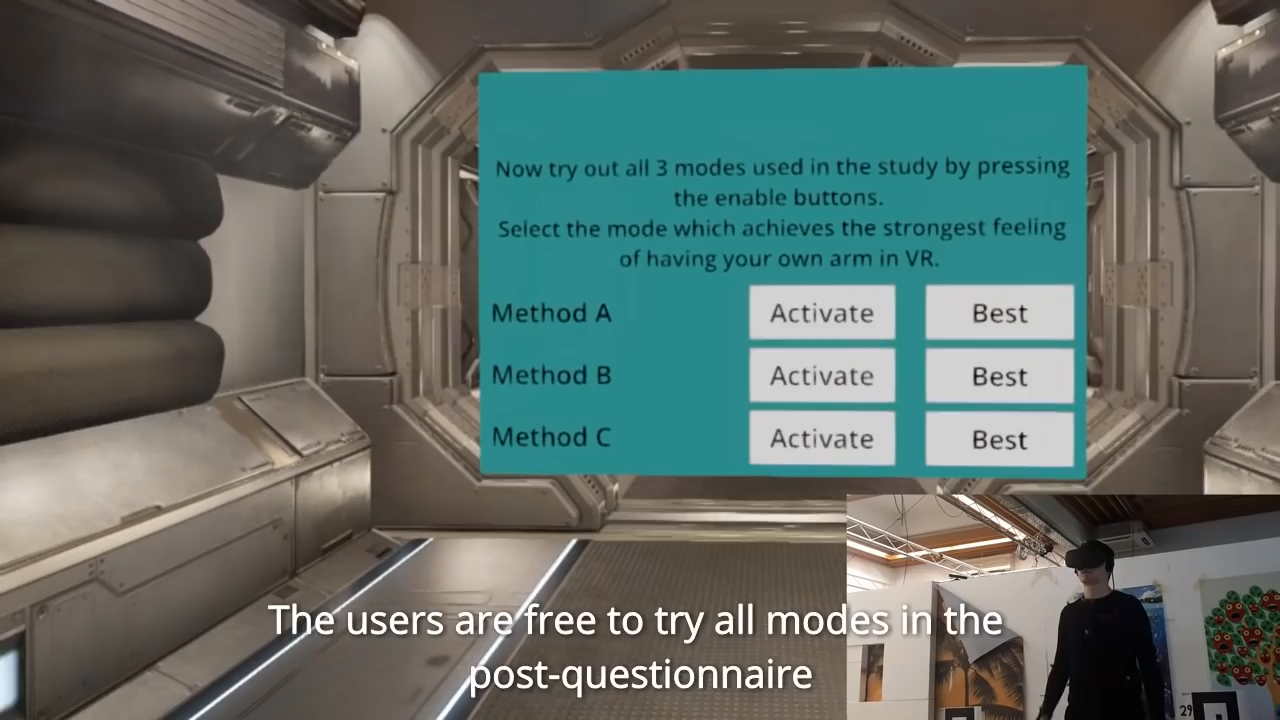 Now try out all 3 modes used in the study by pressing
the enable buttons.
Select the mode which achieves the strongest feeling
of having your own arm in VR.
Method A Activate Best
Method B Activate Best
Method C Activate Best
The users are free to try all modes in the
post-questionnaire
29